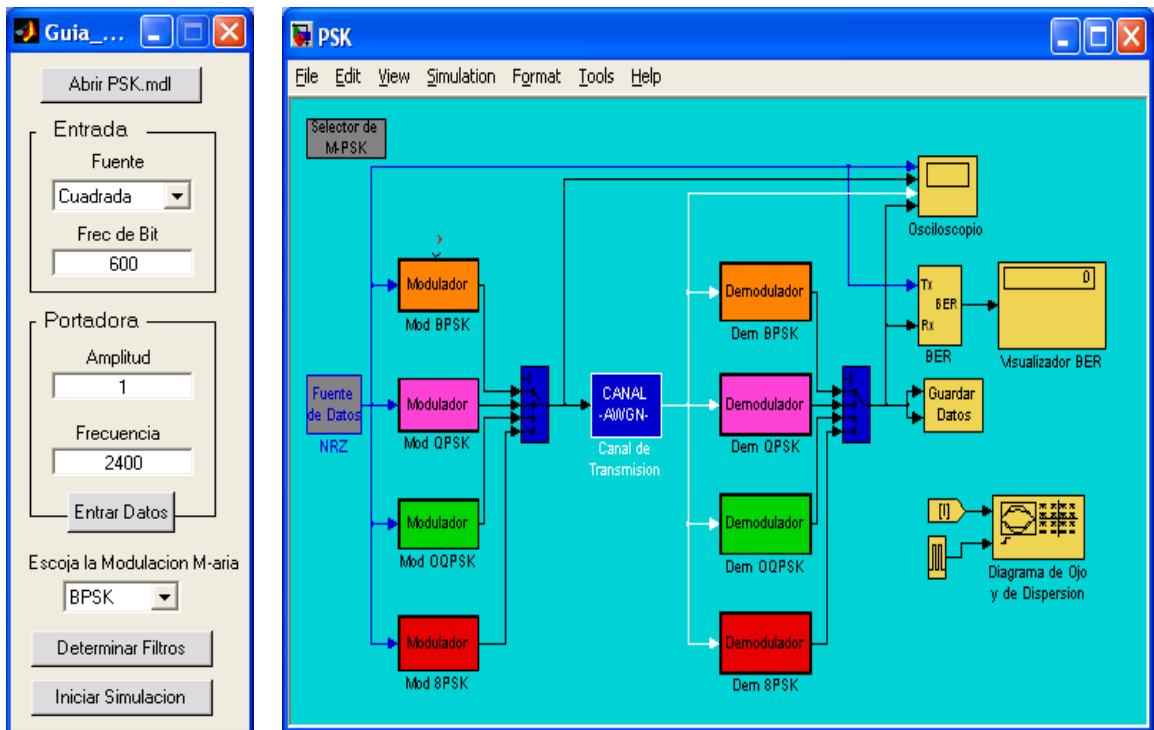 Guia_...
Abrir PSK.mdl
Entrada
Fuente
Cuadrada
Frec de Bit
600
Portadora
Amplitud
1
Frecuencia
2400
Entrar Datos
Escoja la Modulacion M-aria
BPSK
Determinar Filtros
Iniciar Simulacion
PSK
File Edit View Simulation Format Tools Help
Selector de
M-PSK
Osciloscopio
Modulador
Mod BPSK
Demodulador
Dem BPSK
Tx
BER
Rx
BER
0
Visualizador BER
Fuente
de Datos
NRZ
Modulador
Mod QPSK
CANAL
-AWGN-
Canal de
Transmision
Demodulador
Dem QPSK
Guardar
Datos
Modulador
Mod OQPSK
Demodulador
Dem OQPSK
[I]
Diagrama de Ojo
y de Dispersion
Modulador
Mod 8PSK
Demodulador
Dem 8PSK